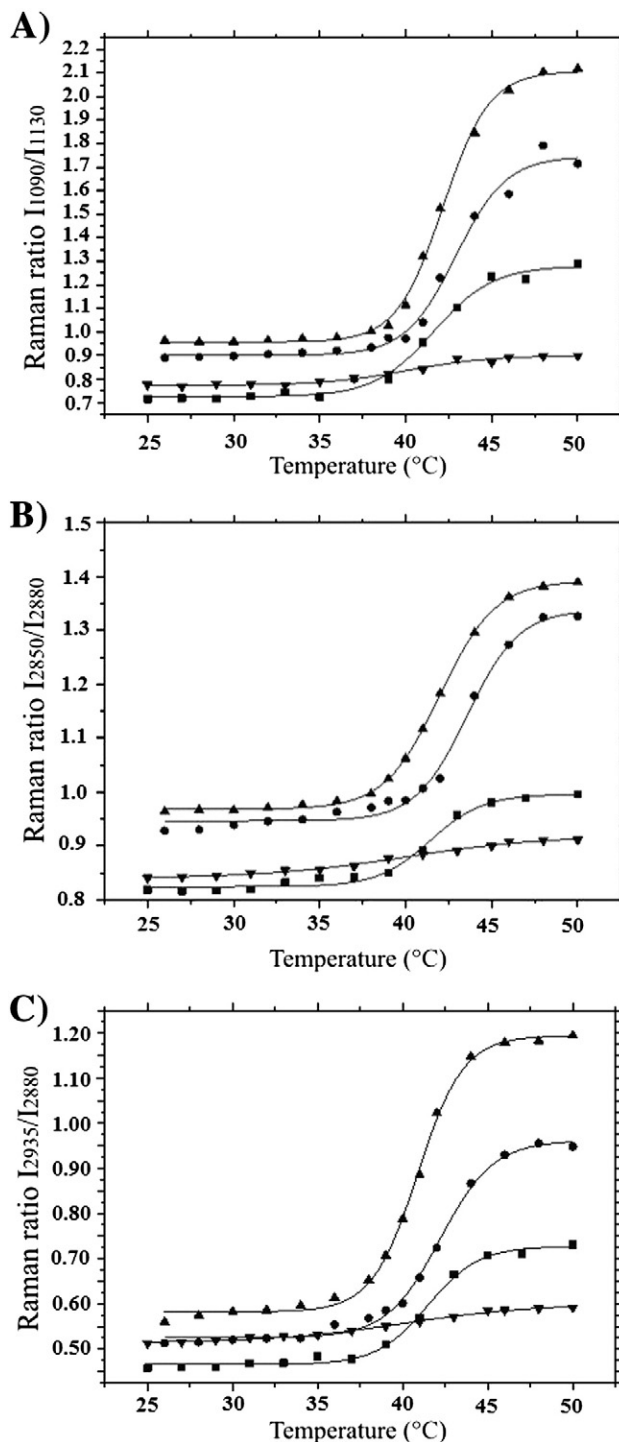 A)
Raman ratio I1090/I1130
2.2
2.1
2.0
1.9
1.8
1.7
1.6
1.5
1.4
1.3
1.2
1.1
1.0
0.9
0.8
0.7
25 30 35 40 45 50
Temperature (°C)
B)
Raman ratio I2850/I2880
1.5
1.4
1.3
1.2
1.1
1.0
0.9
0.8
25 30 35 40 45 50
Temperature (°C)
C)
Raman ratio I2935/I2880
1.20
1.00
0.90
0.80
0.70
0.60
0.50
25 30 35 40 45 50
Temperature (°C)